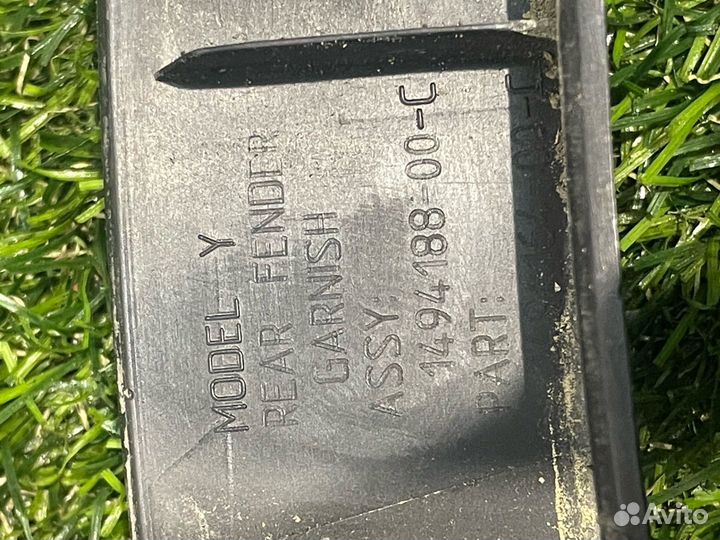 MODEL Y
REAR FENDER
GARNISH
ASSY:
1494188-00-C
PART:
Avito